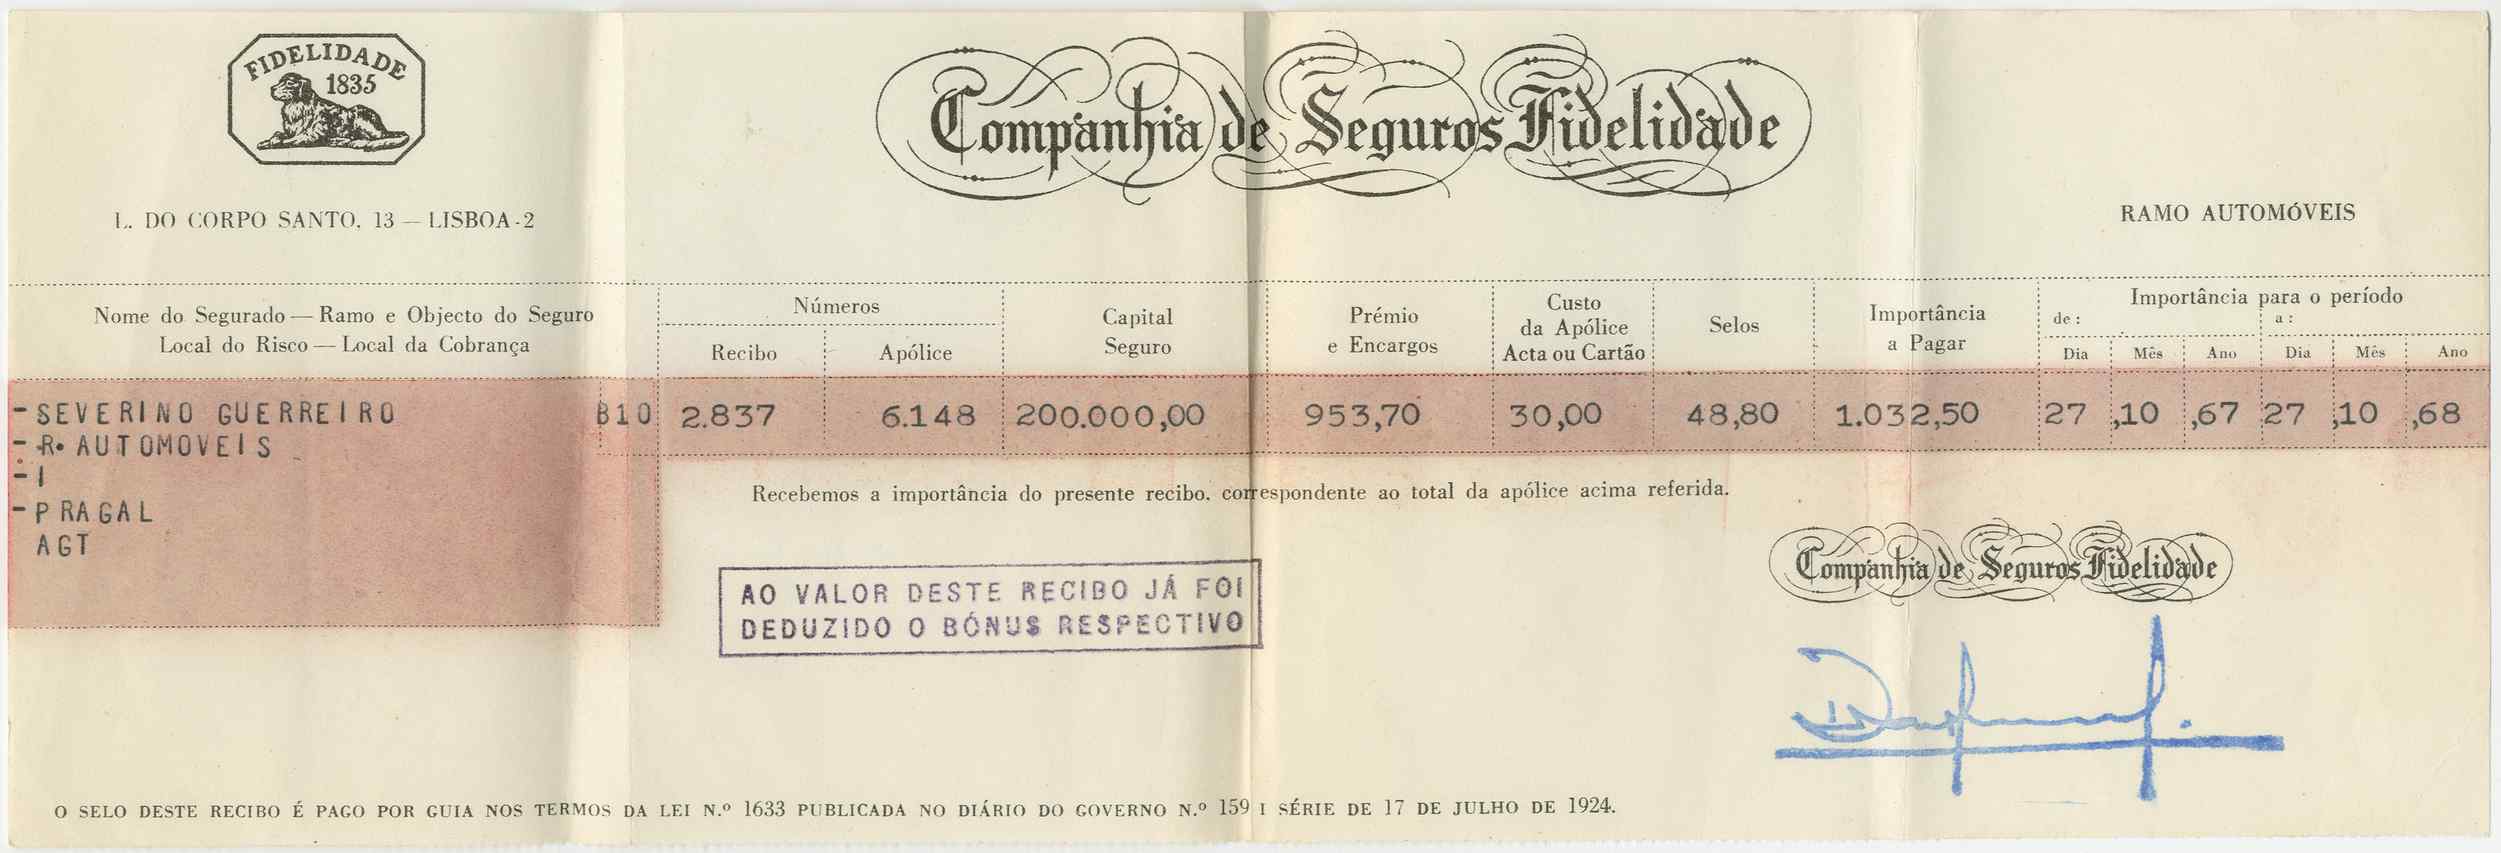 FIDELIDADE
1835
Companhia de Seguros Fidelidade
L. DO CORPO SANTO, 13 — LISBOA-2
RAMO AUTOMÓVEIS
Nome do Segurado — Ramo e Objecto do Seguro
Local do Risco — Local da Cobrança
Números
Recibo
Apólice
Capital
Seguro
Prémio
e Encargos
Custo
da Apólice
Acta ou Cartão
Selos
Importância
a Pagar
Importância para o período
de :
a :
Dia Mês Ano Dia Mês Ano
-SEVERINO GUERREIRO B10 2.837 6.148 200.000,00 953,70 30,00 48,80 1.032,50 27 ,10 ,67 27 ,10 ,68
-R. AUTOMOVEIS
-I
-PRAGAL
AGT
Recebemos a importância do presente recibo. correspondente ao total da apólice acima referida.
Companhia de Seguros Fidelidade
AO VALOR DESTE RECIBO JÁ FOI
DEDUZIDO O BÓNUS RESPECTIVO
O SELO DESTE RECIBO É PAGO POR GUIA NOS TERMOS DA LEI N.º 1633 PUBLICADA NO DIÁRIO DO GOVERNO N.º 159 I SÉRIE DE 17 DE JULHO DE 1924.